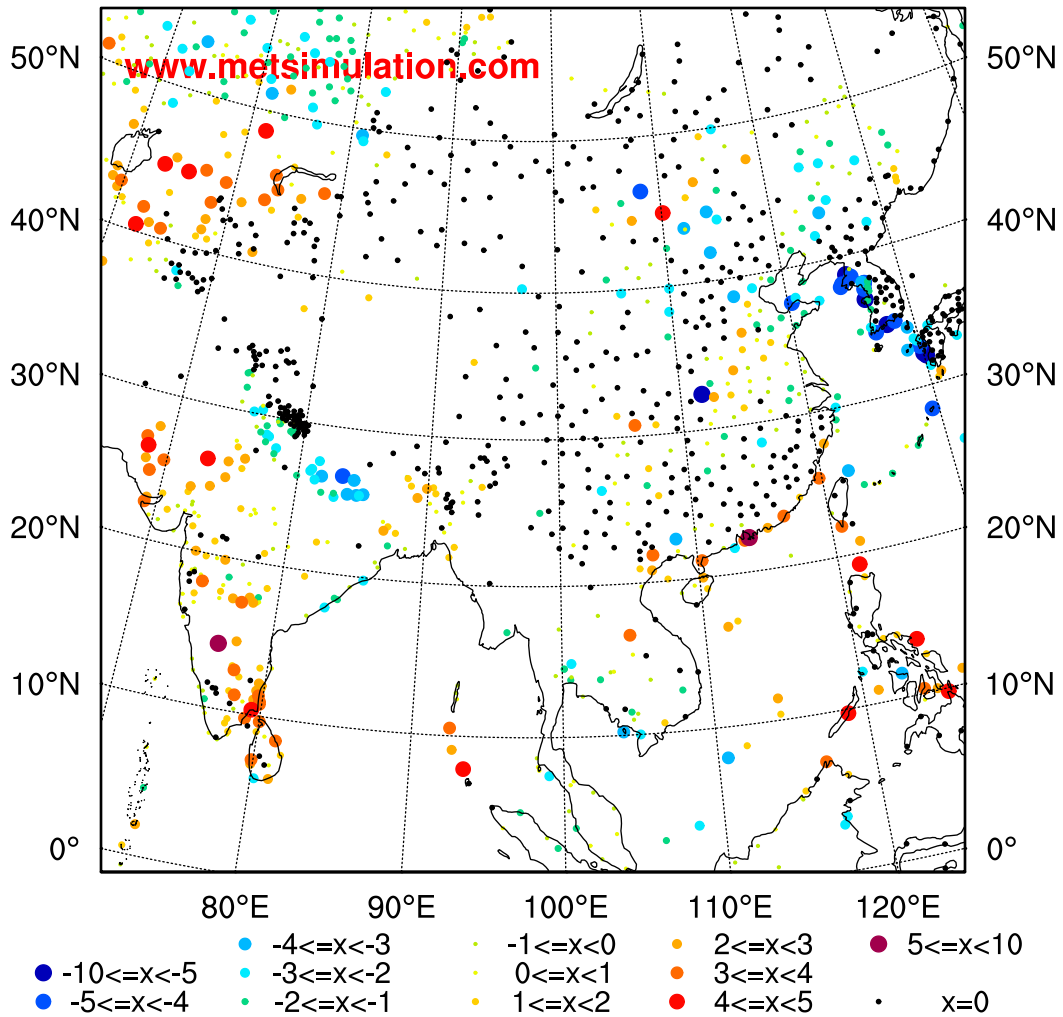 50°N 50°N
www.metsimulation.com
40°N 40°N
30°N 30°N
20°N 20°N
10°N 10°N
0° 0°
80°E 90°E 100°E 110°E 120°E
-4<=x<-3 -1<=x<0 2<=x<3 5<=x<10
-10<=x<-5 -3<=x<-2 0<=x<1 3<=x<4
-5<=x<-4 -2<=x<-1 1<=x<2 4<=x<5 x=0